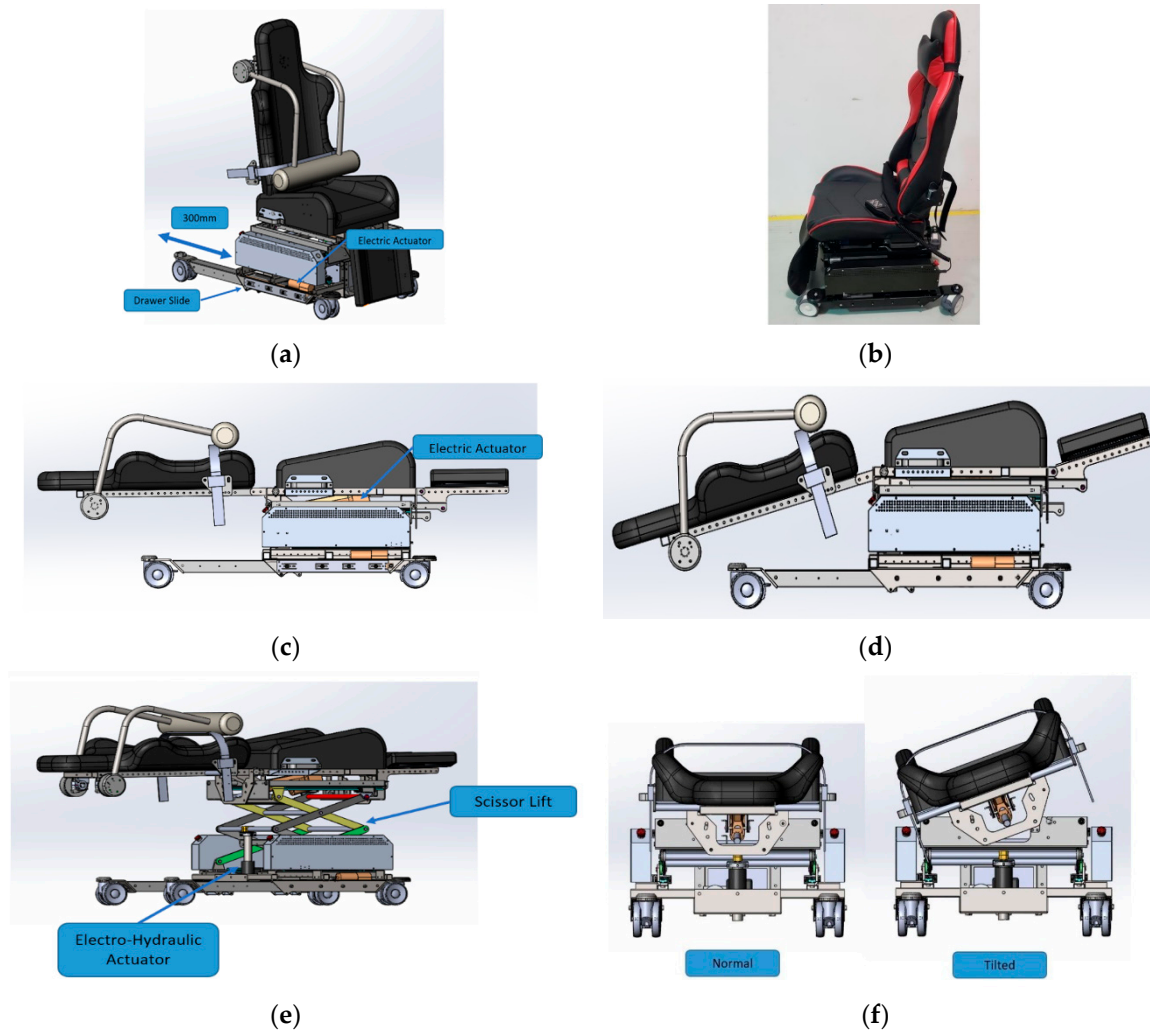 300mm
Electric Actuator
Drawer Slide
(a)
(b)
Electric Actuator
(c)
(d)
Scissor Lift
Electro-Hydraulic
Actuator
(e)
Normal
Tilted
(f)